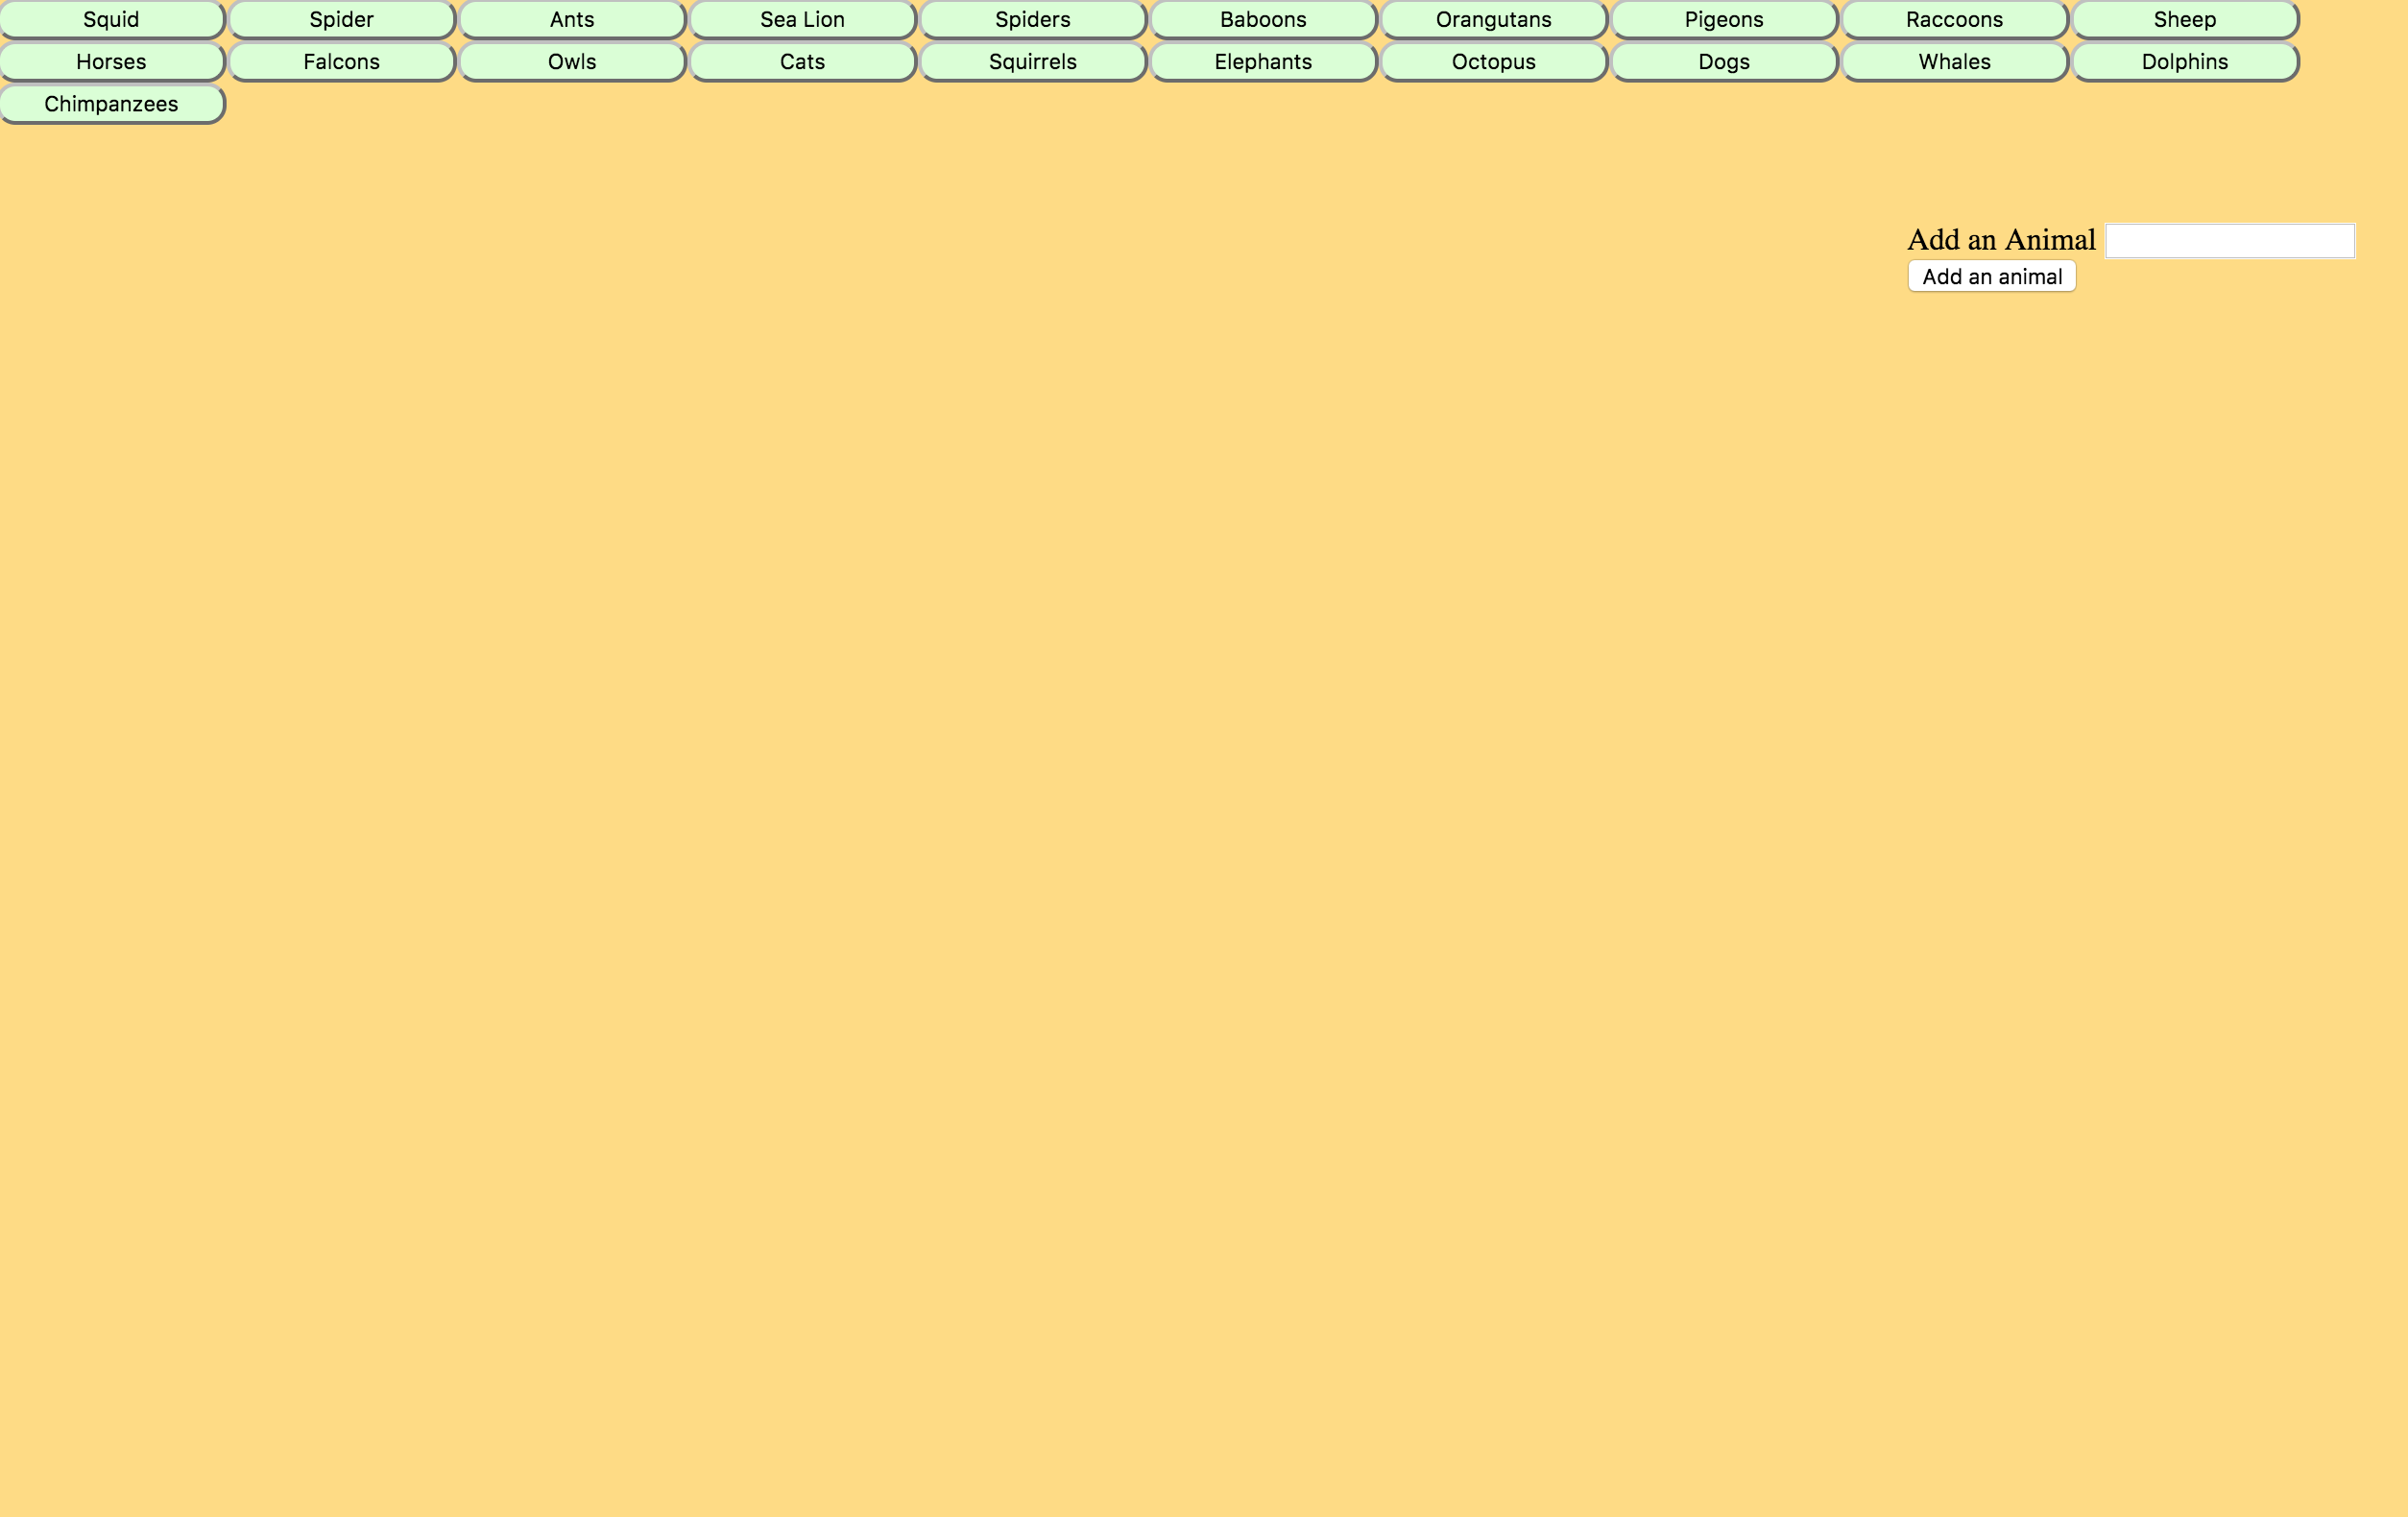 Squid Spider Ants Sea Lion Spiders Baboons Orangutans Pigeons Raccoons Sheep
Horses Falcons Owls Cats Squirrels Elephants Octopus Dogs Whales Dolphins
Chimpanzees
Add an Animal
Add an animal